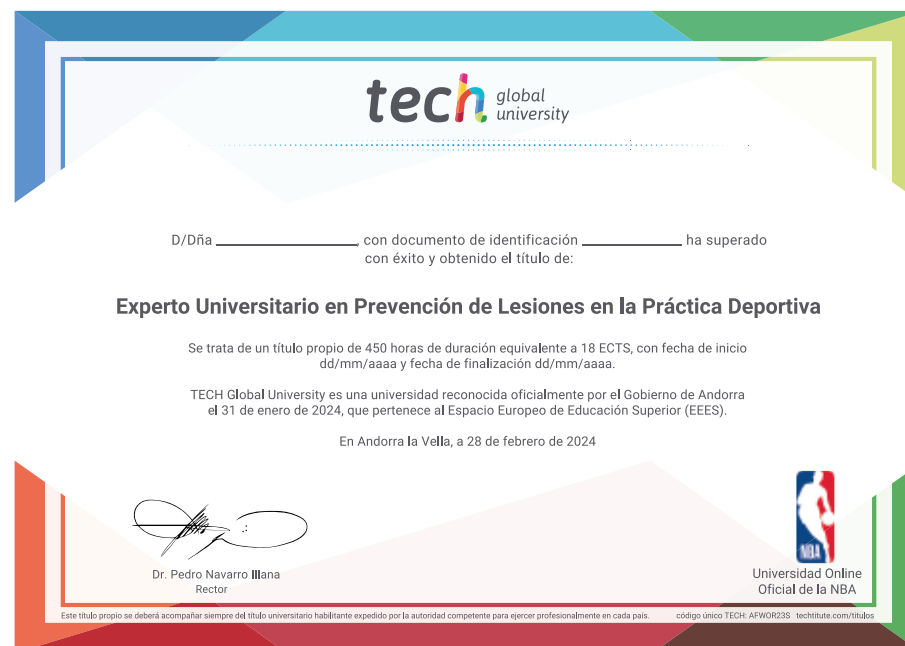 tech global university
D/Dña ____________________, con documento de identificación ______________ ha superado
con éxito y obtenido el título de:
Experto Universitario en Prevención de Lesiones en la Práctica Deportiva
Se trata de un título propio de 450 horas de duración equivalente a 18 ECTS, con fecha de inicio
dd/mm/aaaa y fecha de finalización dd/mm/aaaa.
TECH Global University es una universidad reconocida oficialmente por el Gobierno de Andorra
el 31 de enero de 2024, que pertenece al Espacio Europeo de Educación Superior (EEES).
En Andorra la Vella, a 28 de febrero de 2024
Dr. Pedro Navarro Illana
Rector
NBA
Universidad Online
Oficial de la NBA
Este título propio se deberá acompañar siempre del título universitario habilitante expedido por la autoridad competente para ejercer profesionalmente en cada país. código único TECH: AFWOR23S techtitute.com/titulos